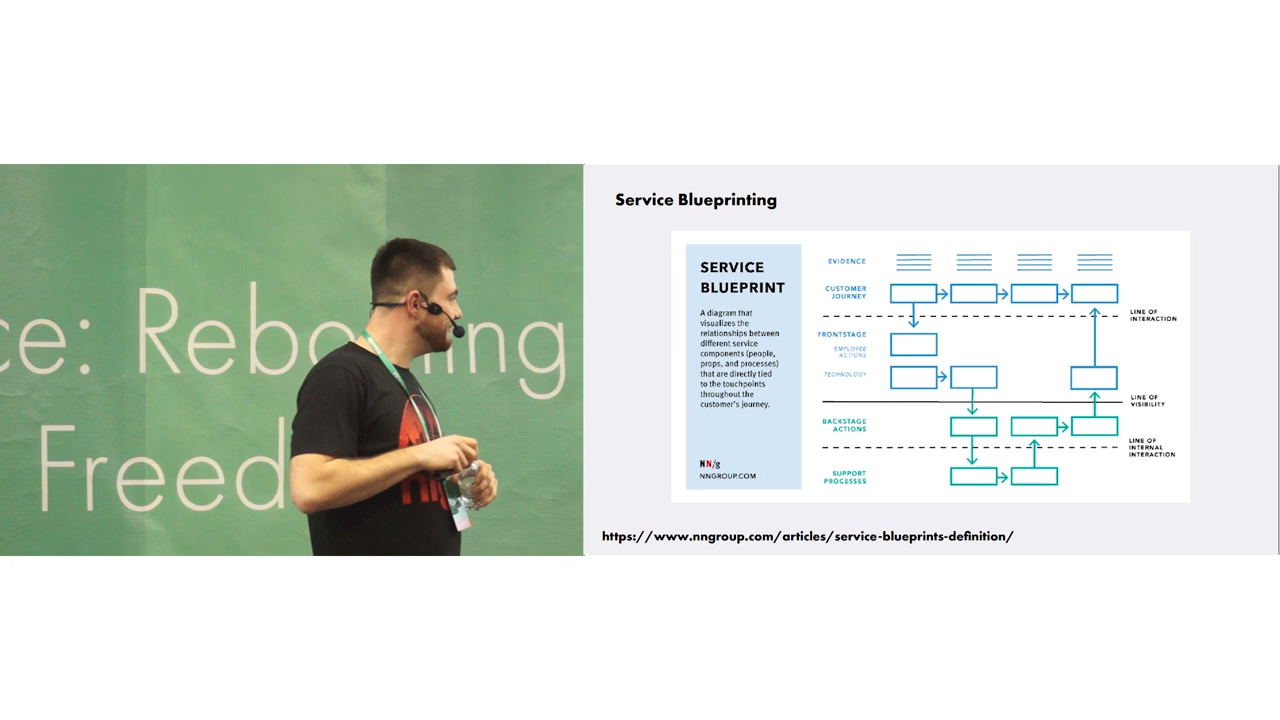 ce: Rebo
ng
Freed
Service Blueprinting
SERVICE
BLUEPRINT
A diagram that
visualizes the
relationships between
different service
components (people,
props, and processes)
that are directly tied
to the touchpoints
throughout the
customer's journey.
NN/g
NNGROUP.COM
EVIDENCE
CUSTOMER
JOURNEY
LINE OF
INTERACTION
FRONTSTAGE
EMPLOYEE
ACTIONS
TECHNOLOGY
LINE OF
VISIBILITY
BACKSTAGE
ACTIONS
LINE OF
INTERNAL
INTERACTION
SUPPORT
PROCESSES
https://www.nngroup.com/articles/service-blueprints-definition/